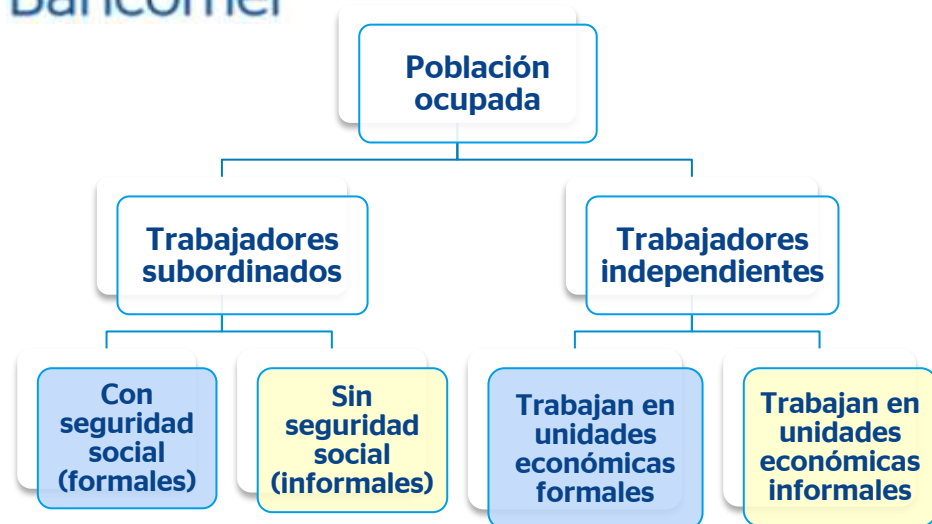 Bancomer
Población
ocupada
Trabajadores
subordinados
Trabajadores
independientes
Con
seguridad
social
(formales)
Sin
seguridad
social
(informales)
Trabajan en
unidades
económicas
formales
Trabajan en
unidades
económicas
informales